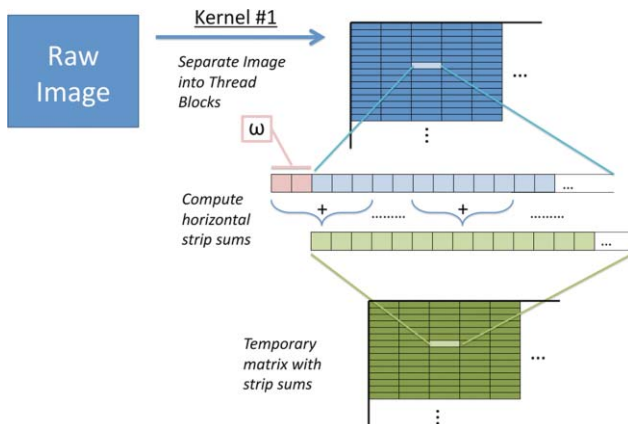 Raw
Image
Kernel #1
Separate Image
into Thread
Blocks
...
⋮
ω
...
Compute
horizontal
strip sums
+ ......... + .........
...
Temporary
matrix with
strip sums
...
⋮